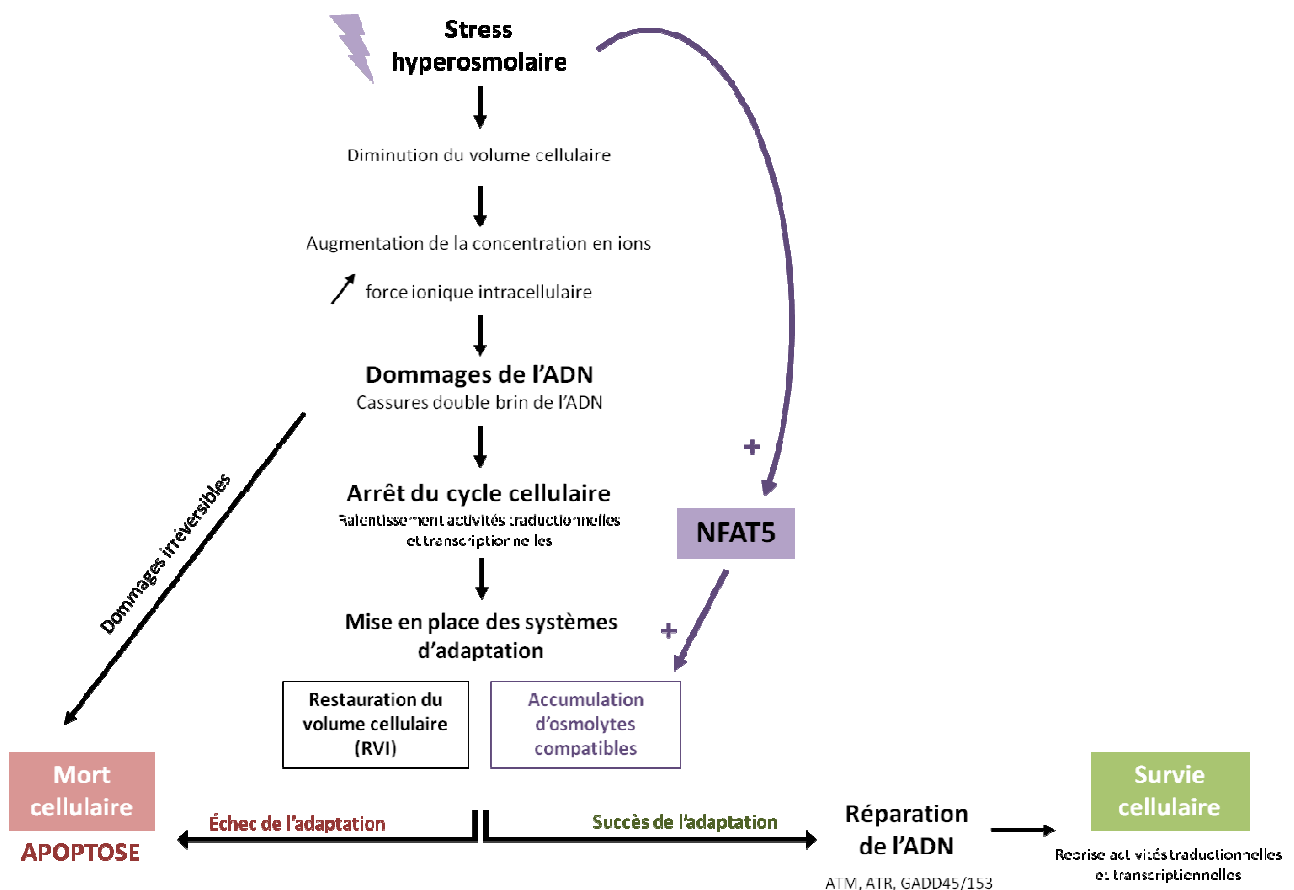 Stress
hyperosmolaire
Diminution du volume cellulaire
Augmentation de la concentration en ions
force ionique intracellulaire
Dommages de l'ADN
Cassures double brin de l'ADN
+
Arrêt du cycle cellulaire
Ralentissement activités traductionnelles
et transcriptionnelles
NFAT5
Dommages irréversibles
Mise en place des systèmes
d'adaptation
+
Restauration du
volume cellulaire
(RVI)
Accumulation
d'osmolytes
compatibles
Mort
cellulaire
APOPTOSE
Échec de l'adaptation
Succès de l'adaptation
Réparation
de l'ADN
ATM, ATR, GADD45/153
Survie
cellulaire
Reprise activités traductionnelles
et transcriptionnelles